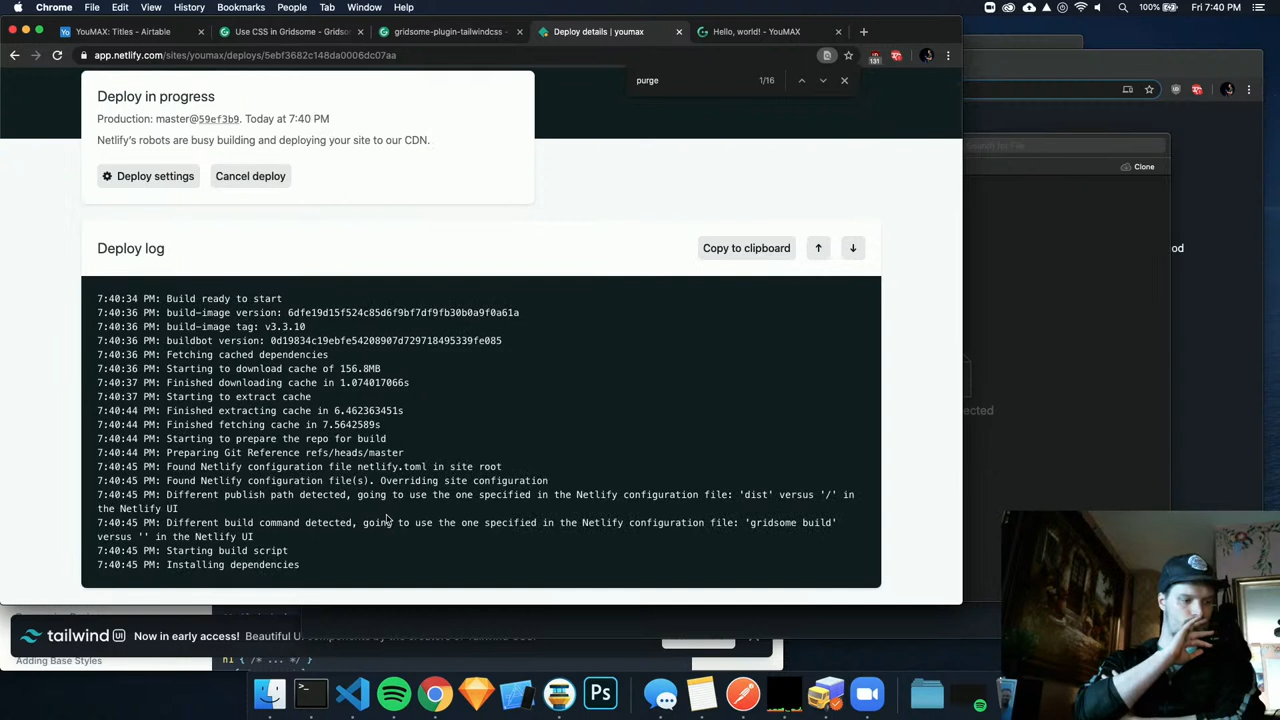 Chrome File Edit View History Bookmarks People Tab Window Help
100% Fri 7:40 PM
YouMAX: Titles - Airtable
Use CSS in Gridsome - Gridso
gridsome-plugin-tailwindcss -
Deploy details | youmax
Hello, world! - YouMAX
app.netlify.com/sites/youmax/deploys/5ebf3682c148da0006dc07aa
131
purge 1/16
Deploy in progress
Production: master@59ef3b9. Today at 7:40 PM
Netlify's robots are busy building and deploying your site to our CDN.
Deploy settings
Cancel deploy
Search for File
Clone
Deploy log
Copy to clipboard
7:40:34 PM: Build ready to start
7:40:36 PM: build-image version: 6dfe19d15f524c85d6f9bf7df9fb30b0a9f0a61a
7:40:36 PM: build-image tag: v3.3.10
7:40:36 PM: buildbot version: 0d19834c19ebfe54208907d729718495339fe085
7:40:36 PM: Fetching cached dependencies
7:40:36 PM: Starting to download cache of 156.8MB
7:40:37 PM: Finished downloading cache in 1.074017066s
7:40:37 PM: Starting to extract cache
7:40:44 PM: Finished extracting cache in 6.462363451s
7:40:44 PM: Finished fetching cache in 7.5642589s
7:40:44 PM: Starting to prepare the repo for build
7:40:44 PM: Preparing Git Reference refs/heads/master
7:40:45 PM: Found Netlify configuration file netlify.toml in site root
7:40:45 PM: Found Netlify configuration file(s). Overriding site configuration
7:40:45 PM: Different publish path detected, going to use the one specified in the Netlify configuration file: 'dist' versus '/' in
the Netlify UI
7:40:45 PM: Different build command detected, going to use the one specified in the Netlify configuration file: 'gridsome build'
versus '' in the Netlify UI
7:40:45 PM: Starting build script
7:40:45 PM: Installing dependencies
od
ected
tailwind UI Now in early access!
Adding Base Styles
h1 { /* ... */ }
Ps